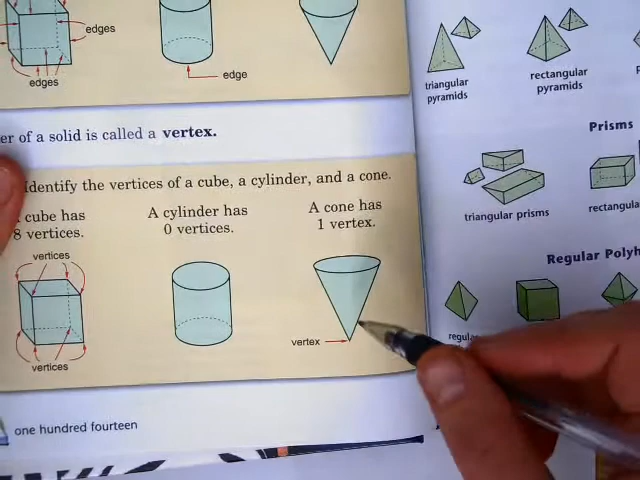 edges
edges
edge
er of a solid is called a vertex.
Identify the vertices of a cube, a cylinder, and a cone.
cube has
8 vertices.
A cylinder has
0 vertices.
A cone has
1 vertex.
vertices
vertices
vertex
one hundred fourteen
triangular
pyramids
rectangular
pyramids
Prisms
triangular prisms
rectangula
Regular Polyh
regula